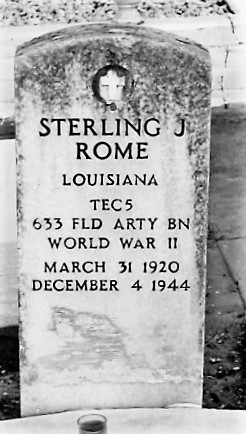 STERLING J
ROME
LOUISIANA
TEC5
633 FLD ARTY BN
WORLD WAR II
MARCH 31 1920
DECEMBER 4 1944